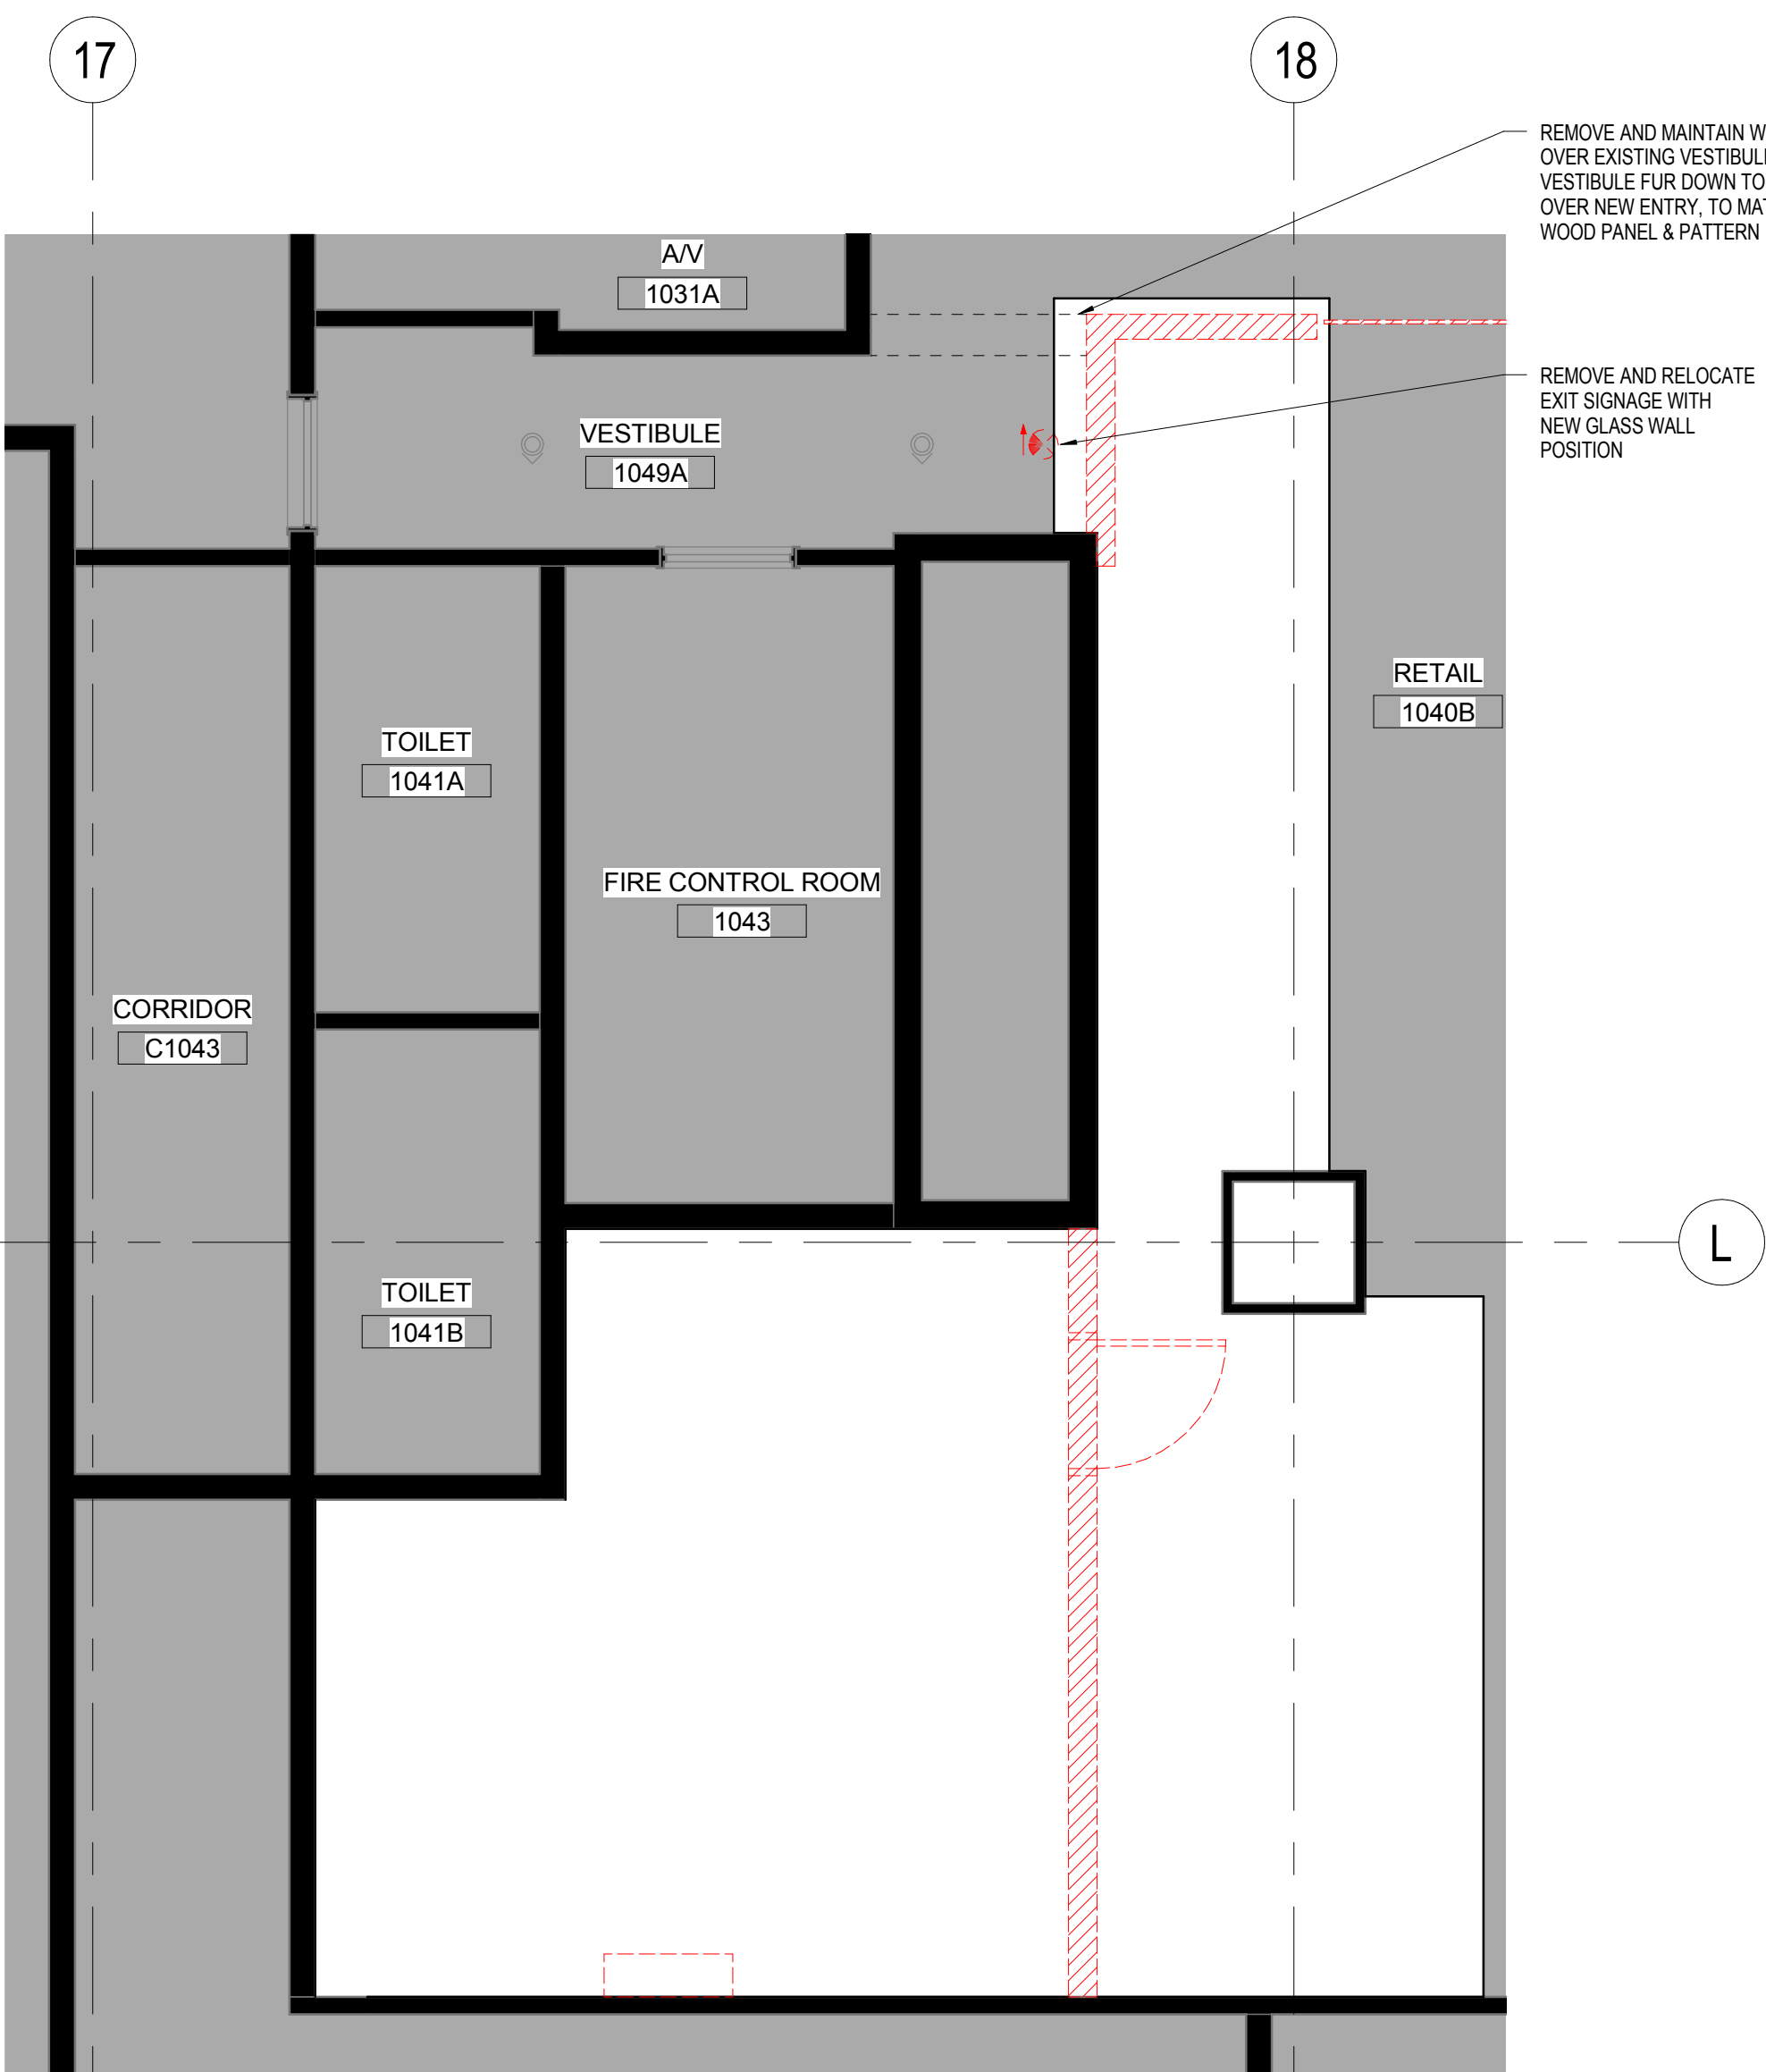 17
18
REMOVE AND MAINTAIN
OVER EXISTING
VESTIBULE FUR DOWN TO
OVER NEW ENTRY, TO
WOOD PANEL & PATTERN
A/V
1031A
REMOVE AND RELOCATE
EXIT SIGNAGE WITH
NEW GLASS WALL
POSITION
VESTIBULE
1049A
RETAIL
1040B
TOILET
1041A
FIRE CONTROL ROOM
1043
CORRIDOR
C1043
L
TOILET
1041B